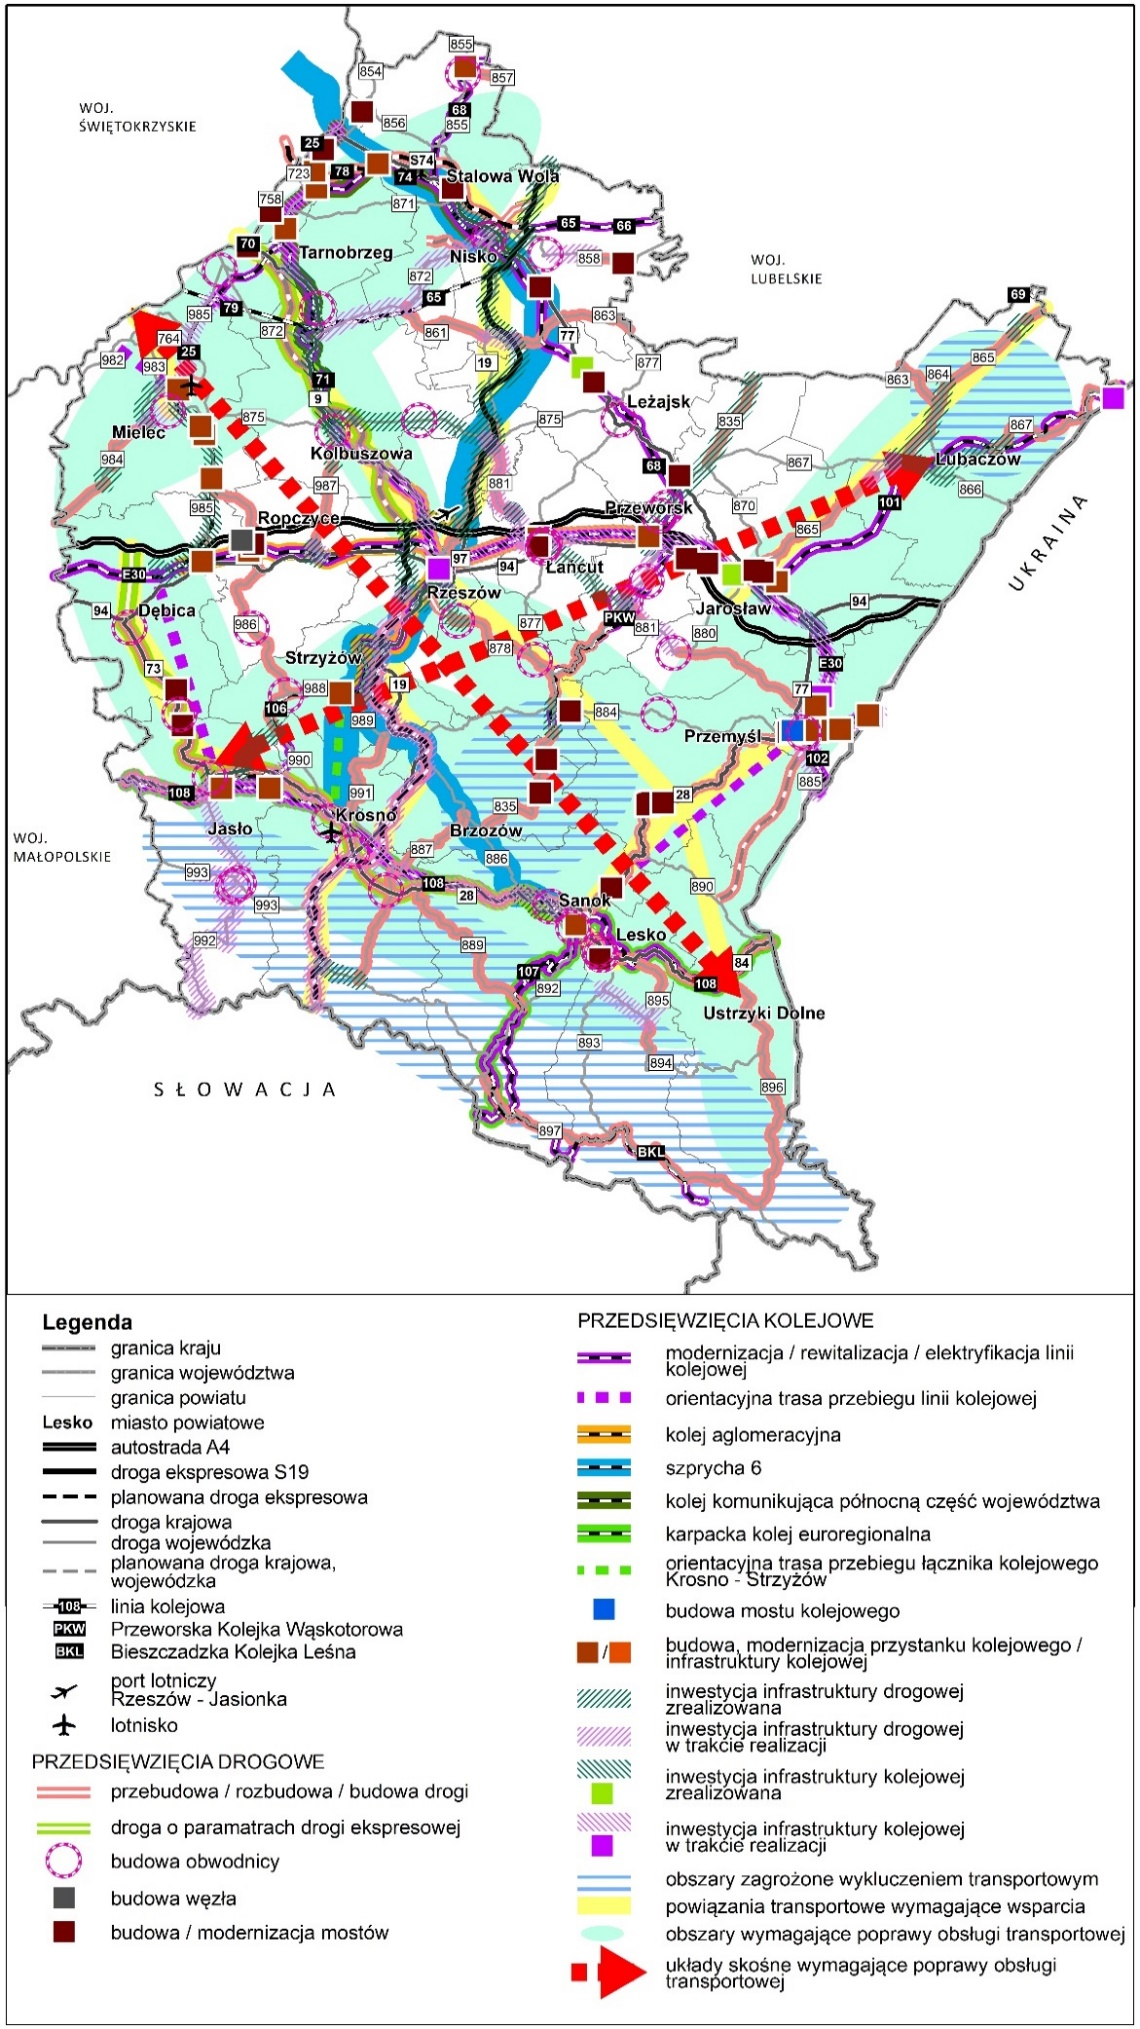 855
854
857
WOJ.
ŚWIĘTOKRZYSKIE
68
856
855
25
S74
723
78
74
Stalowa Wola
758
871
65
66
70
Tarnobrzeg
Nisko
858
WOJ.
LUBELSKIE
872
65
79
69
985
872
861
863
77
764
982
25
19
877
865
983
863
864
71
9
Leżajsk
875
875
835
867
Mielec
Kolbuszowa
984
68
867
Lubaczów
987
881
866
985
Ropczyce
Przeworsk
870
101
865
97
94
Łańcut
E30
Rzeszów
94
Dębica
94
Jarosław
PKW
986
877
881
880
UKRAINA
Strzyżów
878
E30
73
988
19
77
106
989
884
Przemyśl
990
102
108
991
835
28
885
WOJ.
MAŁOPOLSKIE
Jasło
Krosno
Brzozów
887
886
993
108
28
890
993
Sanok
Lesko
992
889
84
107
892
108
895
Ustrzyki Dolne
893
894
SŁOWACJA
896
897
BKL
Legenda
granica kraju
granica województwa
granica powiatu
Lesko miasto powiatowe
autostrada A4
droga ekspresowa S19
planowana droga ekspresowa
droga krajowa
droga wojewódzka
planowana droga krajowa,
wojewódzka
108 linia kolejowa
PKW Przeworska Kolejka Wąskotorowa
BKL Bieszczadzka Kolejka Leśna
port lotniczy
Rzeszów - Jasionka
lotnisko
PRZEDSIĘWZIĘCIA DROGOWE
przebudowa / rozbudowa / budowa drogi
droga o paramatrach drogi ekspresowej
budowa obwodnicy
budowa węzła
budowa / modernizacja mostów
PRZEDSIĘWZIĘCIA KOLEJOWE
modernizacja / rewitalizacja / elektryfikacja linii
kolejowej
orientacyjna trasa przebiegu linii kolejowej
kolej aglomeracyjna
szprycha 6
kolej komunikująca północną część województwa
karpacka kolej euroregionalna
orientacyjna trasa przebiegu łącznika kolejowego
Krosno - Strzyżów
budowa mostu kolejowego
/ budowa, modernizacja przystanku kolejowego /
infrastruktury kolejowej
inwestycja infrastruktury drogowej
zrealizowana
inwestycja infrastruktury drogowej
w trakcie realizacji
inwestycja infrastruktury kolejowej
zrealizowana
inwestycja infrastruktury kolejowej
w trakcie realizacji
obszary zagrożone wykluczeniem transportowym
powiązania transportowe wymagające wsparcia
obszary wymagające poprawy obsługi transportowej
układy skośne wymagające poprawy obsługi
transportowej